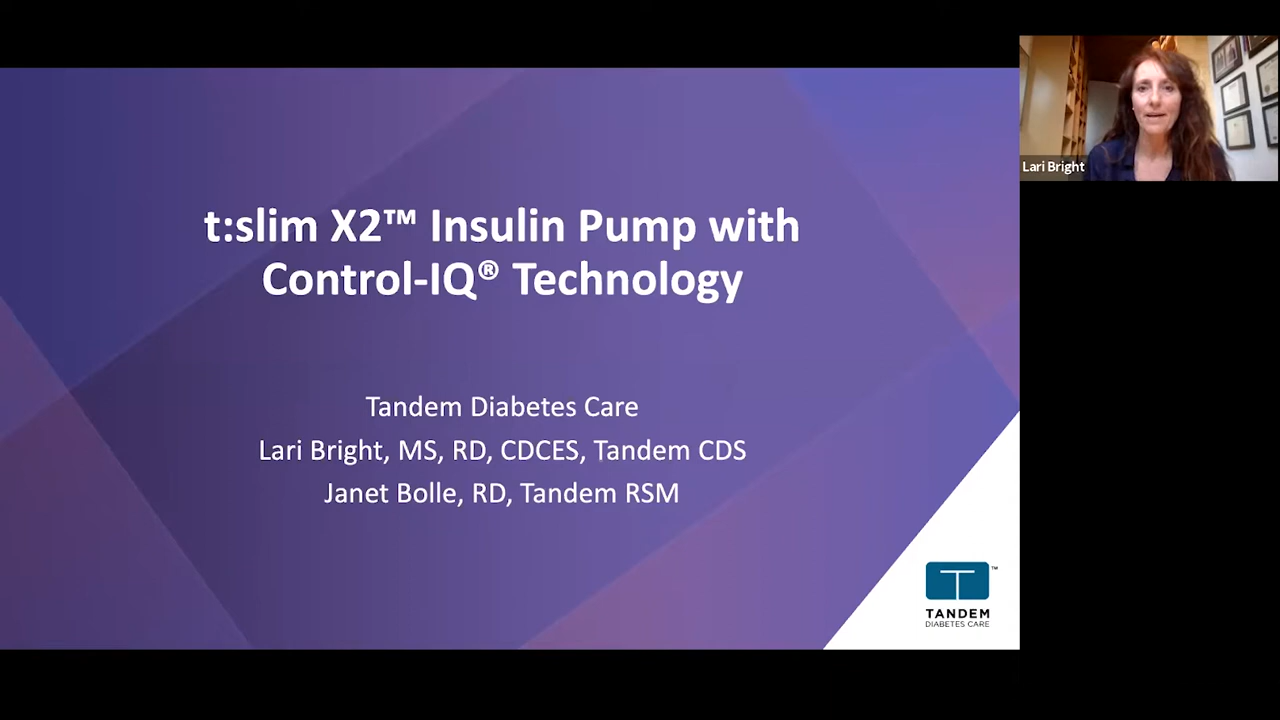 t:slim X2™ Insulin Pump with
Control-IQ® Technology
Tandem Diabetes Care
Lari Bright, MS, RD, CDCES, Tandem CDS
Janet Bolle, RD, Tandem RSM
TANDEM
DIABETES CARE
™
Lari Bright